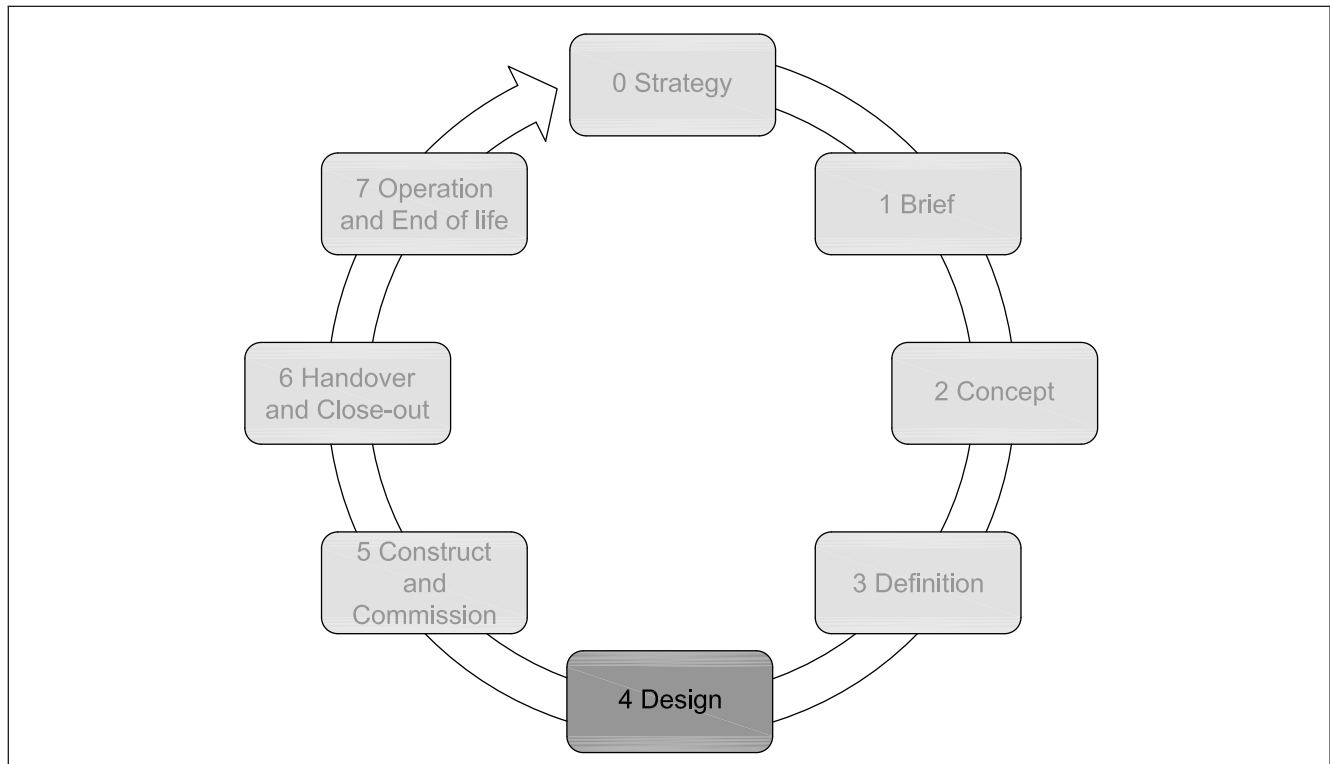 0 Strategy
1 Brief
2 Concept
3 Definition
4 Design
5 Construct
and
Commission
6 Handover
and Close-out
7 Operation
and End of life